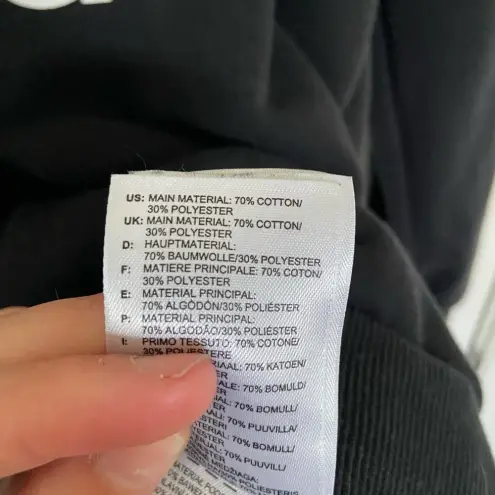 US: MAIN MATERIAL: 70% COTTON/
30% POLYESTER
UK: MAIN MATERIAL: 70% COTTON/
30% POLYESTER
D: HAUPTMATERIAL:
70% BAUMWOLLE/30% POLYESTER
F: MATIERE PRINCIPALE: 70% COTON/
30% POLYESTER
E: MATERIAL PRINCIPAL:
70% ALGODÓN/30% POLIÉSTER
P: MATERIAL PRINCIPAL:
70% ALGODÃO/30% POLIÉSTER
I: PRIMO TESSUTO: 70% COTONE/
30% POLIESTERE
70% KATOEN/
70% BOMULD/
70% BOMULL/
70% PUUVILLA/
70% BOMULL/
70% PUUVILL/
MATERIAŁ